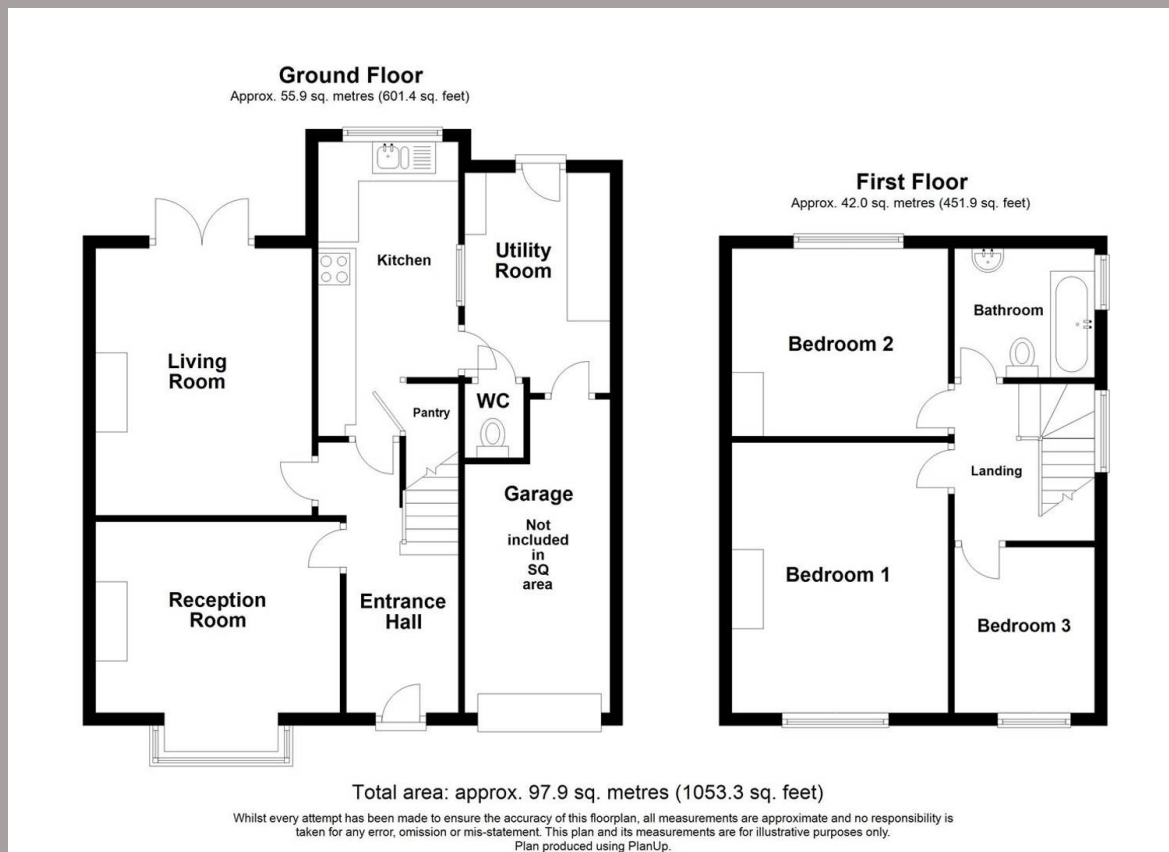 Ground Floor
Approx. 55.9 sq. metres (601.4 sq. feet)
Kitchen
Utility
Room
Living
Room
Pantry
WC
Garage
Not
included
in
SQ
area
Reception
Room
Entrance
Hall
First Floor
Approx. 42.0 sq. metres (451.9 sq. feet)
Bedroom 2
Bathroom
Landing
Bedroom 1
Bedroom 3
Total area: approx. 97.9 sq. metres (1053.3 sq. feet)
Whilst every attempt has been made to ensure the accuracy of this floorplan, all measurements are approximate and no responsibility is
taken for any error, omission or mis-statement. This plan and its measurements are for illustrative purposes only.
Plan produced using PlanUp.